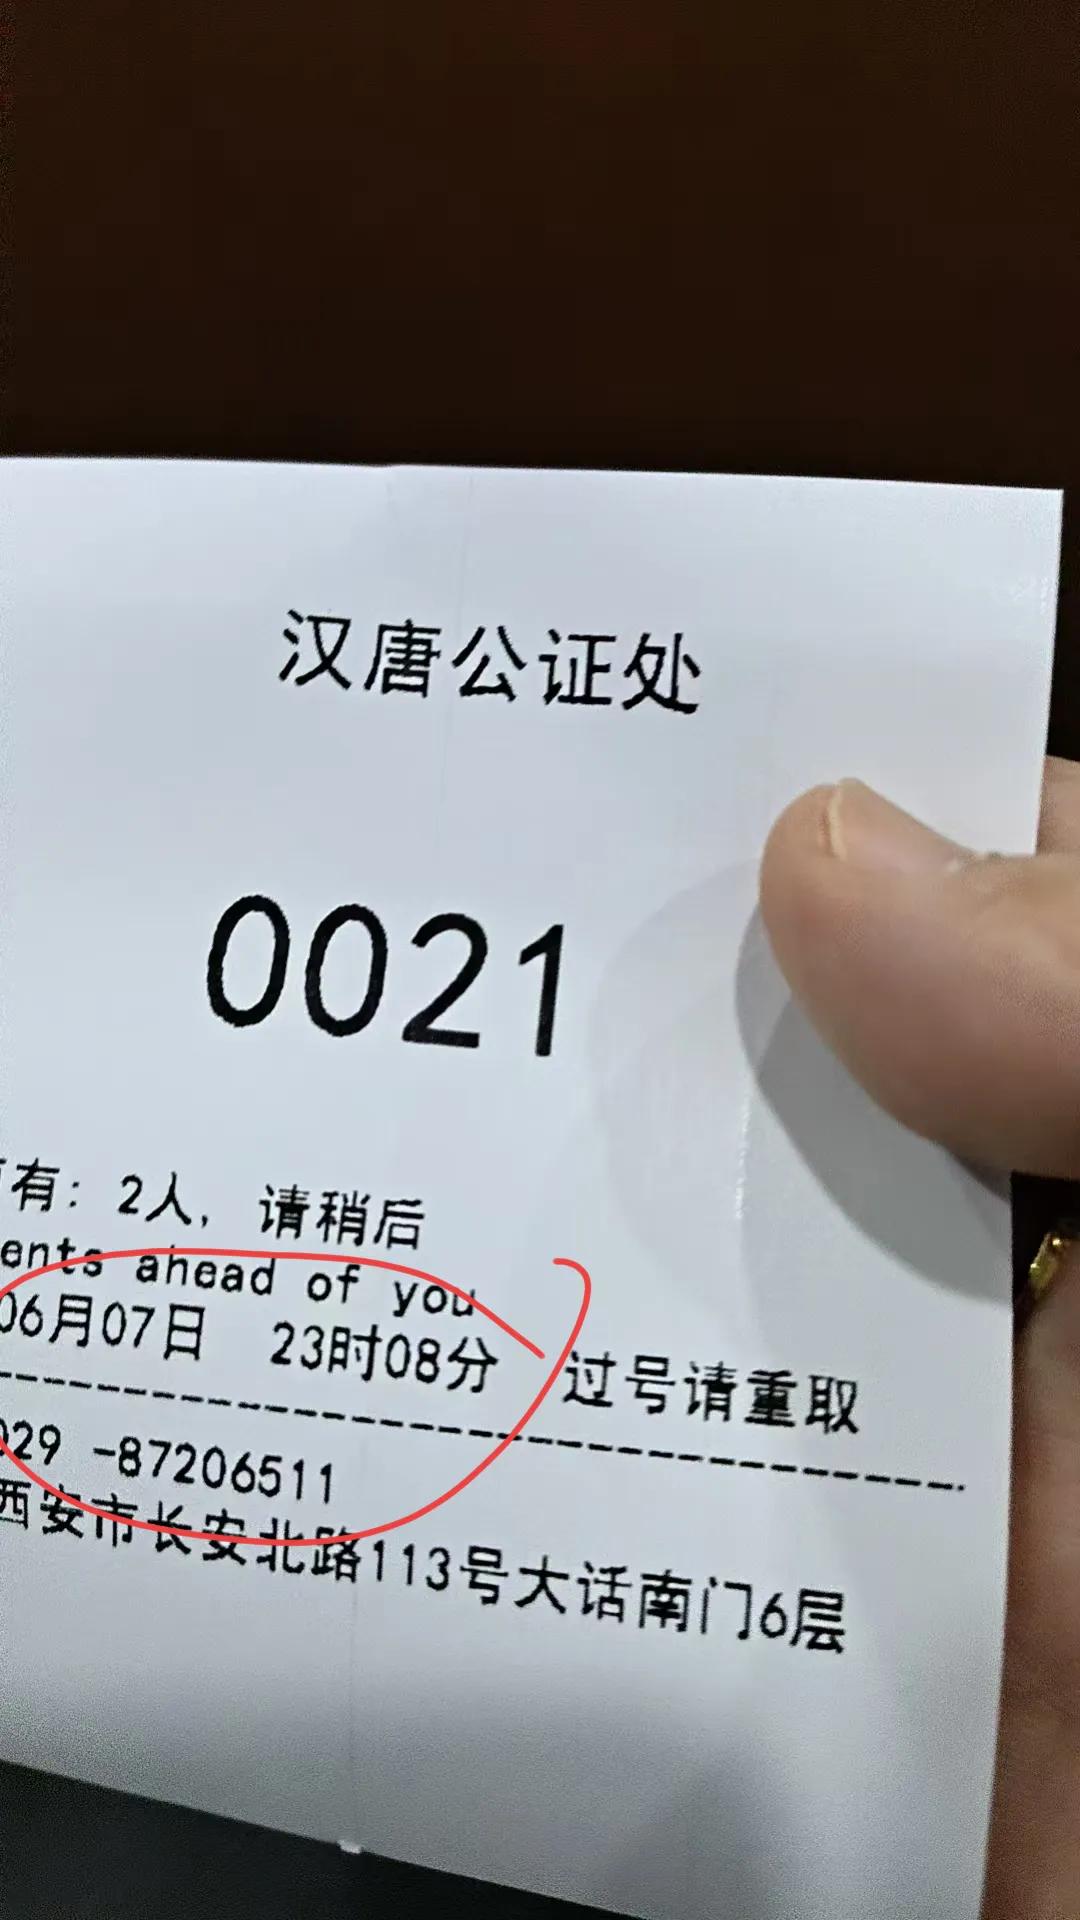 汉唐公证处
0021
有：2人，请稍后
ents ahead of you
06月07日 23时08分 过号请重取
029 -87206511
西安市长安北路113号大话南门6层